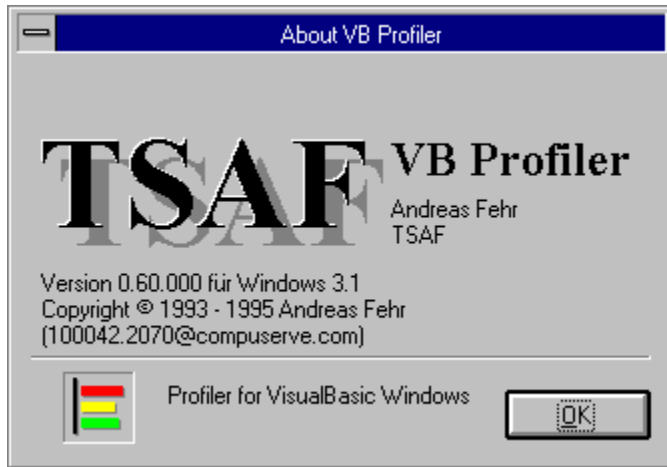 About VB Profiler
TSAF
VB Profiler
Andreas Fehr
TSAF
Version 0.60.000 für Windows 3.1
Copyright © 1993 - 1995 Andreas Fehr
(100042.2070@compuserve.com)
Profiler for VisualBasic Windows
OK